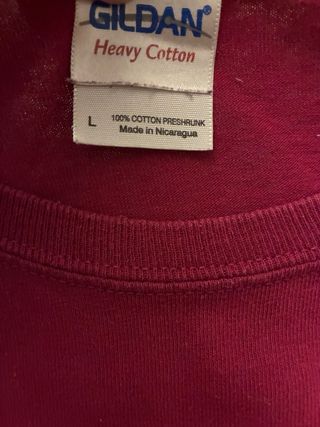 GILDAN®
Heavy Cotton
L 100% COTTON PRESHRUNK
Made in Nicaragua